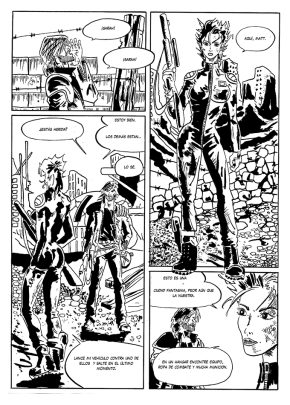 ¡SARAH!
¡SARAH!
AQUÍ, MATT.
¿ESTÁS HERIDA?
ESTOY BIEN.
LOS DEMÁS ESTÁN...
LO SÉ.
LANCÉ MI VEHÍCULO CONTRA UNO DE
ELLOS Y SALTÉ EN EL ÚLTIMO
MOMENTO.
ESTO ES UNA
CIUDAD FANTASMA, PEOR AÚN QUE
LA NUESTRA.
EN UN HANGAR ENCONTRÉ EQUIPO,
ROPA DE COMBATE Y MUCHA MUNICIÓN.